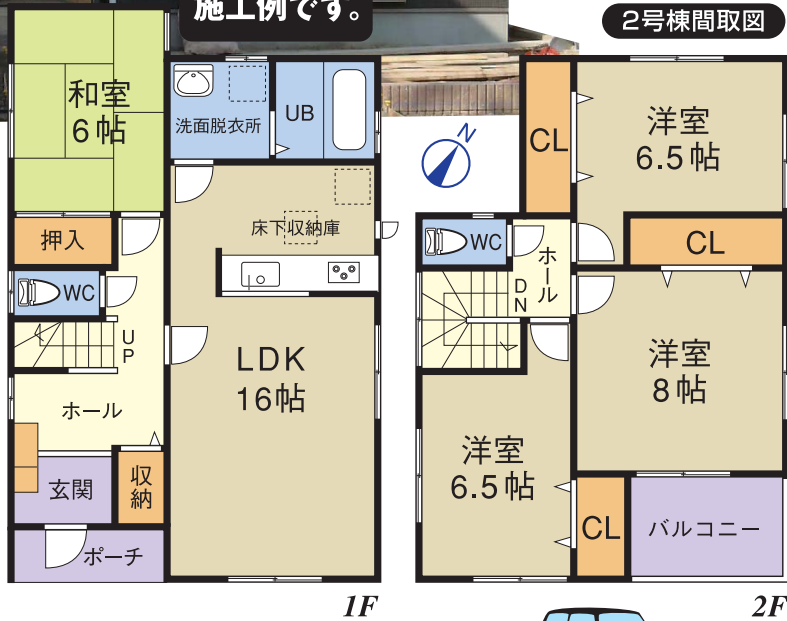 施工例です。
2号棟間取図
和室
6帖
洗面脱衣所
UB
押入
床下収納庫
WC
UP
LDK
16帖
ホール
玄関
収納
ポーチ
1F
N
CL
洋室
6.5帖
WC
ホール
DN
CL
洋室
8帖
洋室
6.5帖
CL
バルコニー
2F